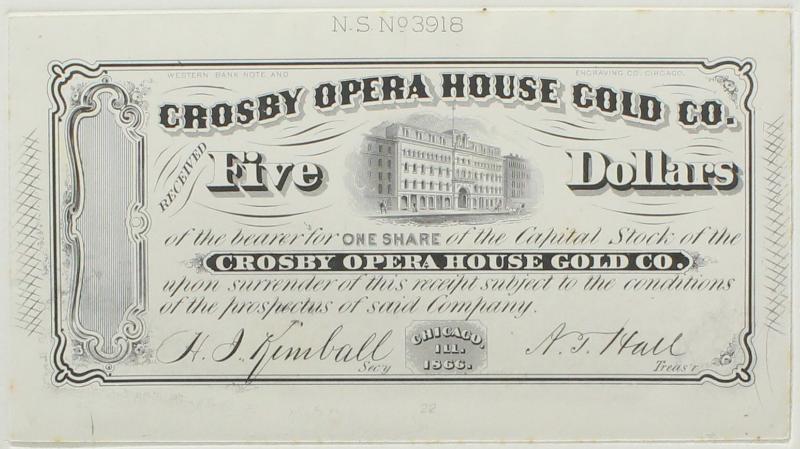 N.S. No 3918
WESTERN BANK NOTE AND ENGRAVING CO. CHICAGO.
CROSBY OPERA HOUSE GOLD CO.
RECEIVED Five Dollars
of the bearer for ONE SHARE of the Capital Stock of the
CROSBY OPERA HOUSE GOLD CO.
upon surrender of this receipt subject to the conditions
of the prospectus of said Company.
H. I. Kimball Sec'y
CHICAGO,
ILL.
1866.
N. T. Hall Treas'r
22